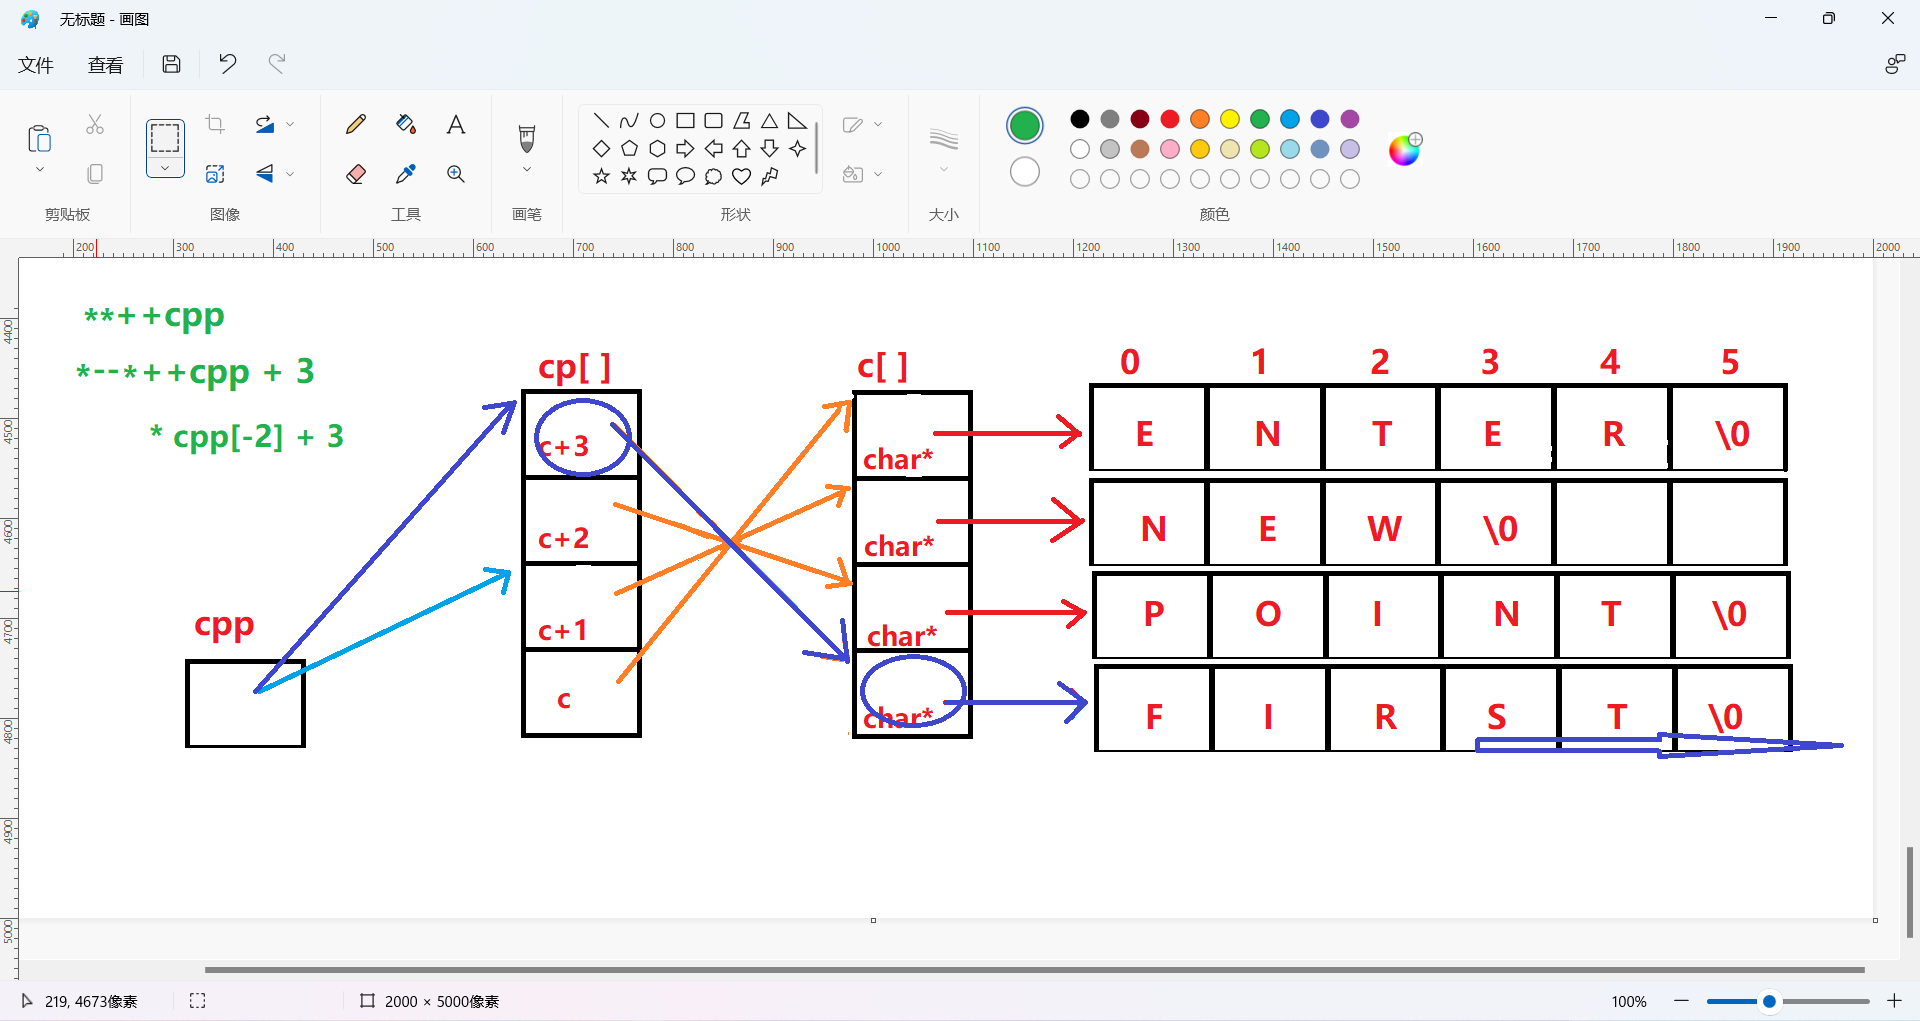 无标题 - 画图
文件 查看
剪贴板 图像 工具 画笔 形状 大小 颜色
200 300 400 500 600 700 800 900 1000 1100 1200 1300 1400 1500 1600 1700 1800 1900 2000
4400
4500
4600
4700
4800
4900
5000
**++cpp
*--*++cpp + 3
* cpp[-2] + 3
cpp
cp[ ]
c+3
c+2
c+1
c
c[ ]
char*
char*
char*
char*
0 1 2 3 4 5
E N T E R \0
N E W \0
P O I N T \0
F I R S T \0
219, 4673像素 2000 × 5000像素 100%